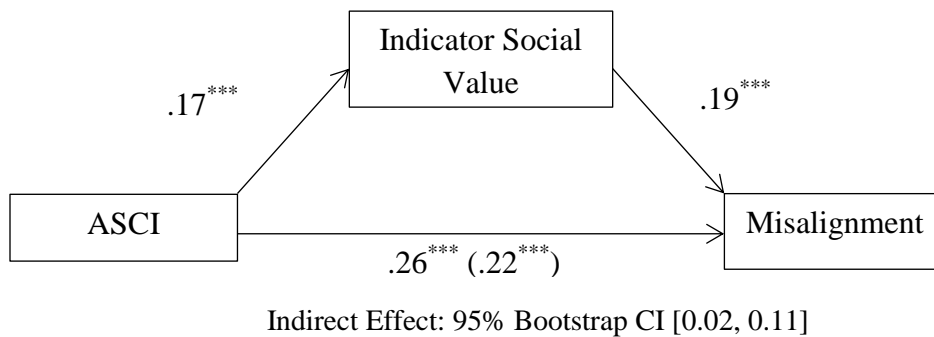 Indicator Social
Value
.17***
.19***
ASCI
Misalignment
.26*** (.22***)
Indirect Effect: 95% Bootstrap CI [0.02, 0.11]